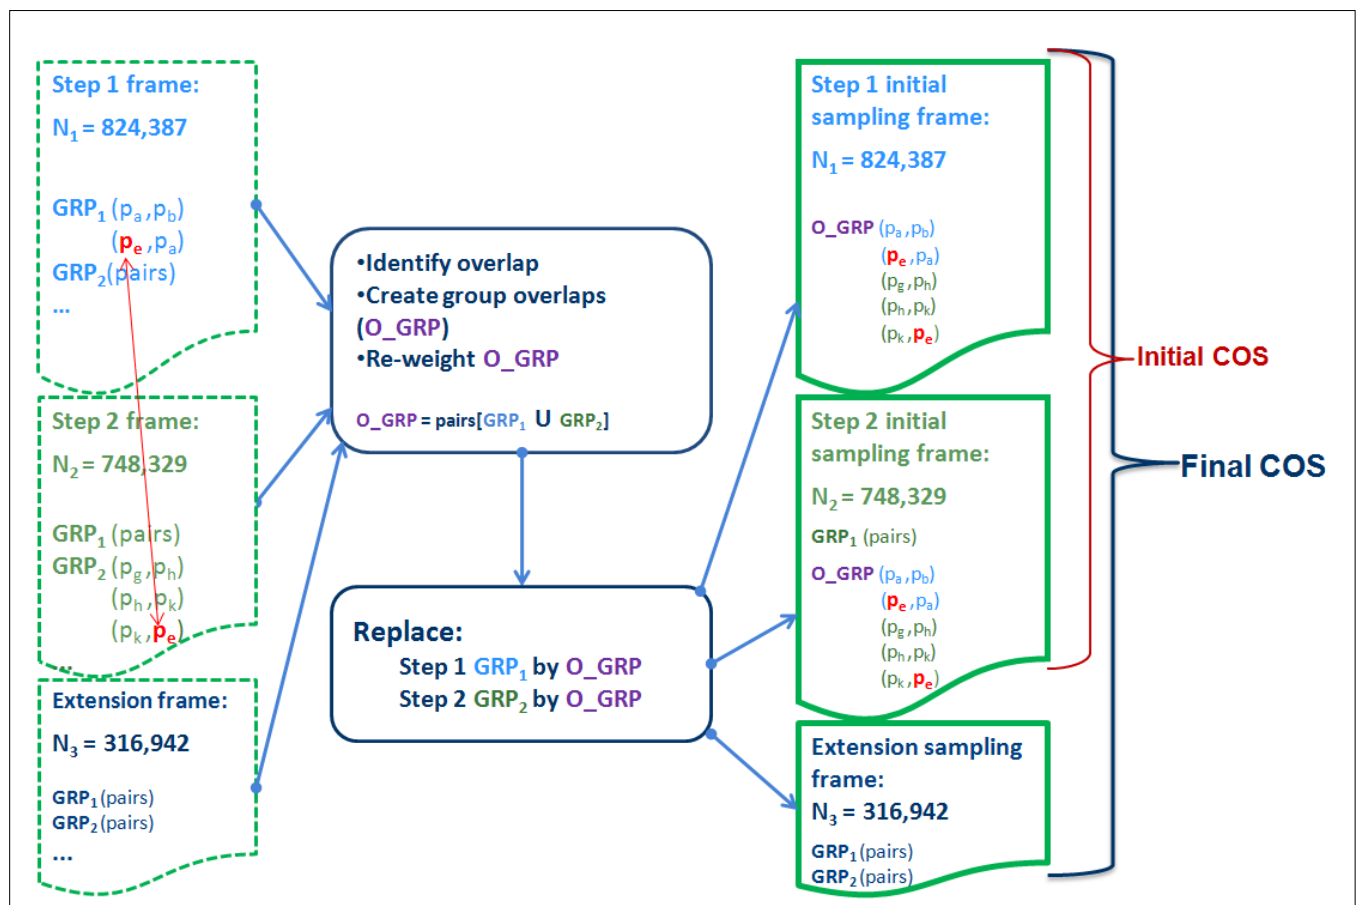 Step 1 frame:
N1 = 824,387
GRP1 (pa,pb)
(pe,pa)
GRP2(pairs)
...
Step 2 frame:
N2 = 748,329
GRP1 (pairs)
GRP2 (pg,ph)
(ph,pk)
(pk,pe)
...
Extension frame:
N3 = 316,942
GRP1(pairs)
GRP2(pairs)
...
•Identify overlap
•Create group overlaps
(O_GRP)
•Re-weight O_GRP
O_GRP = pairs[GRP1 U GRP2]
Replace:
Step 1 GRP1 by O_GRP
Step 2 GRP2 by O_GRP
Step 1 initial
sampling frame:
N1 = 824,387
O_GRP (pa,pb)
(pe,pa)
(pg,ph)
(ph,pk)
(pk,pe)
Step 2 initial
sampling frame:
N2 = 748,329
GRP1 (pairs)
O_GRP (pa,pb)
(pe,pa)
(pg,ph)
(ph,pk)
(pk,pe)
Extension sampling
frame:
N3 = 316,942
GRP1(pairs)
GRP2(pairs)
Initial COS
Final COS